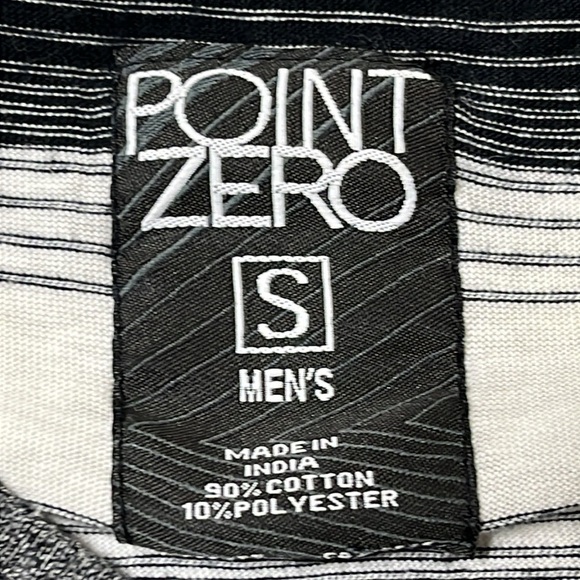 POINT
ZERO
S
MEN'S
MADE IN
INDIA
90% COTTON
10% POLYESTER